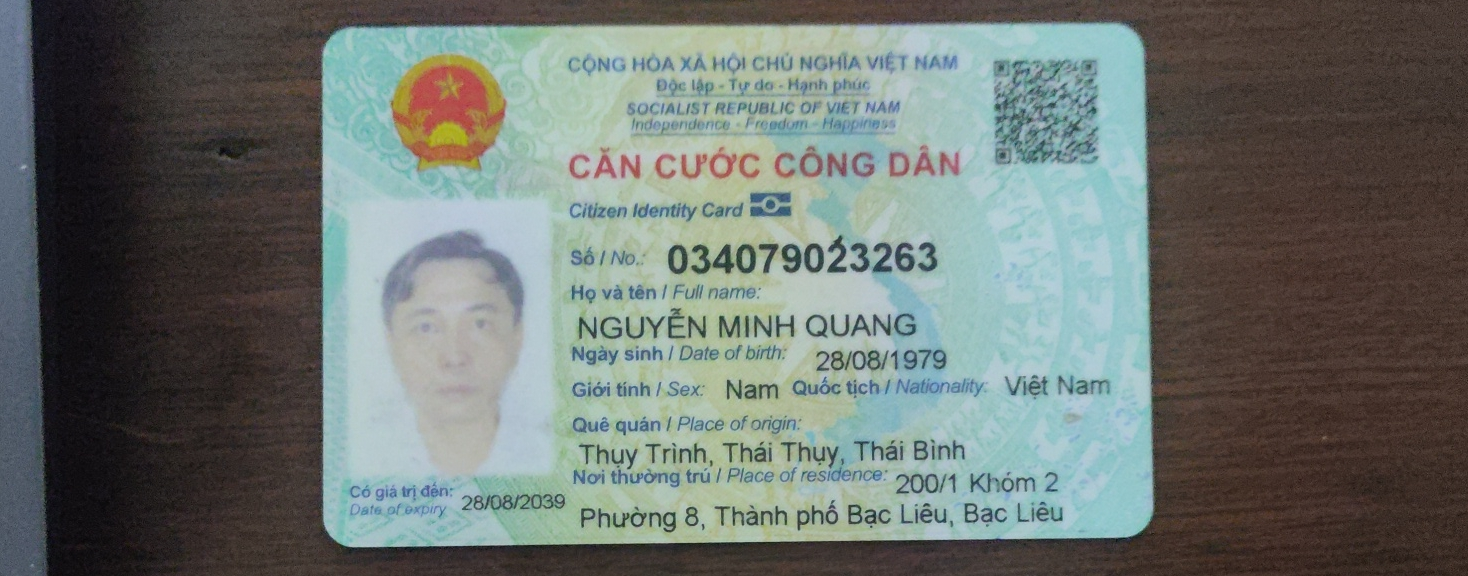 CỘNG HÒA XÃ HỘI CHỦ NGHĨA VIỆT NAM
Độc lập - Tự do - Hạnh phúc
SOCIALIST REPUBLIC OF VIET NAM
Independence - Freedom - Happiness
CĂN CƯỚC CÔNG DÂN
Citizen Identity Card
Số / No.: 034079023263
Họ và tên / Full name:
NGUYỄN MINH QUANG
Ngày sinh / Date of birth: 28/08/1979
Giới tính / Sex: Nam Quốc tịch / Nationality: Việt Nam
Quê quán / Place of origin:
Thụy Trình, Thái Thụy, Thái Bình
Nơi thường trú / Place of residence: 200/1 Khóm 2
Phường 8, Thành phố Bạc Liêu, Bạc Liêu
Có giá trị đến: 28/08/2039
Date of expiry